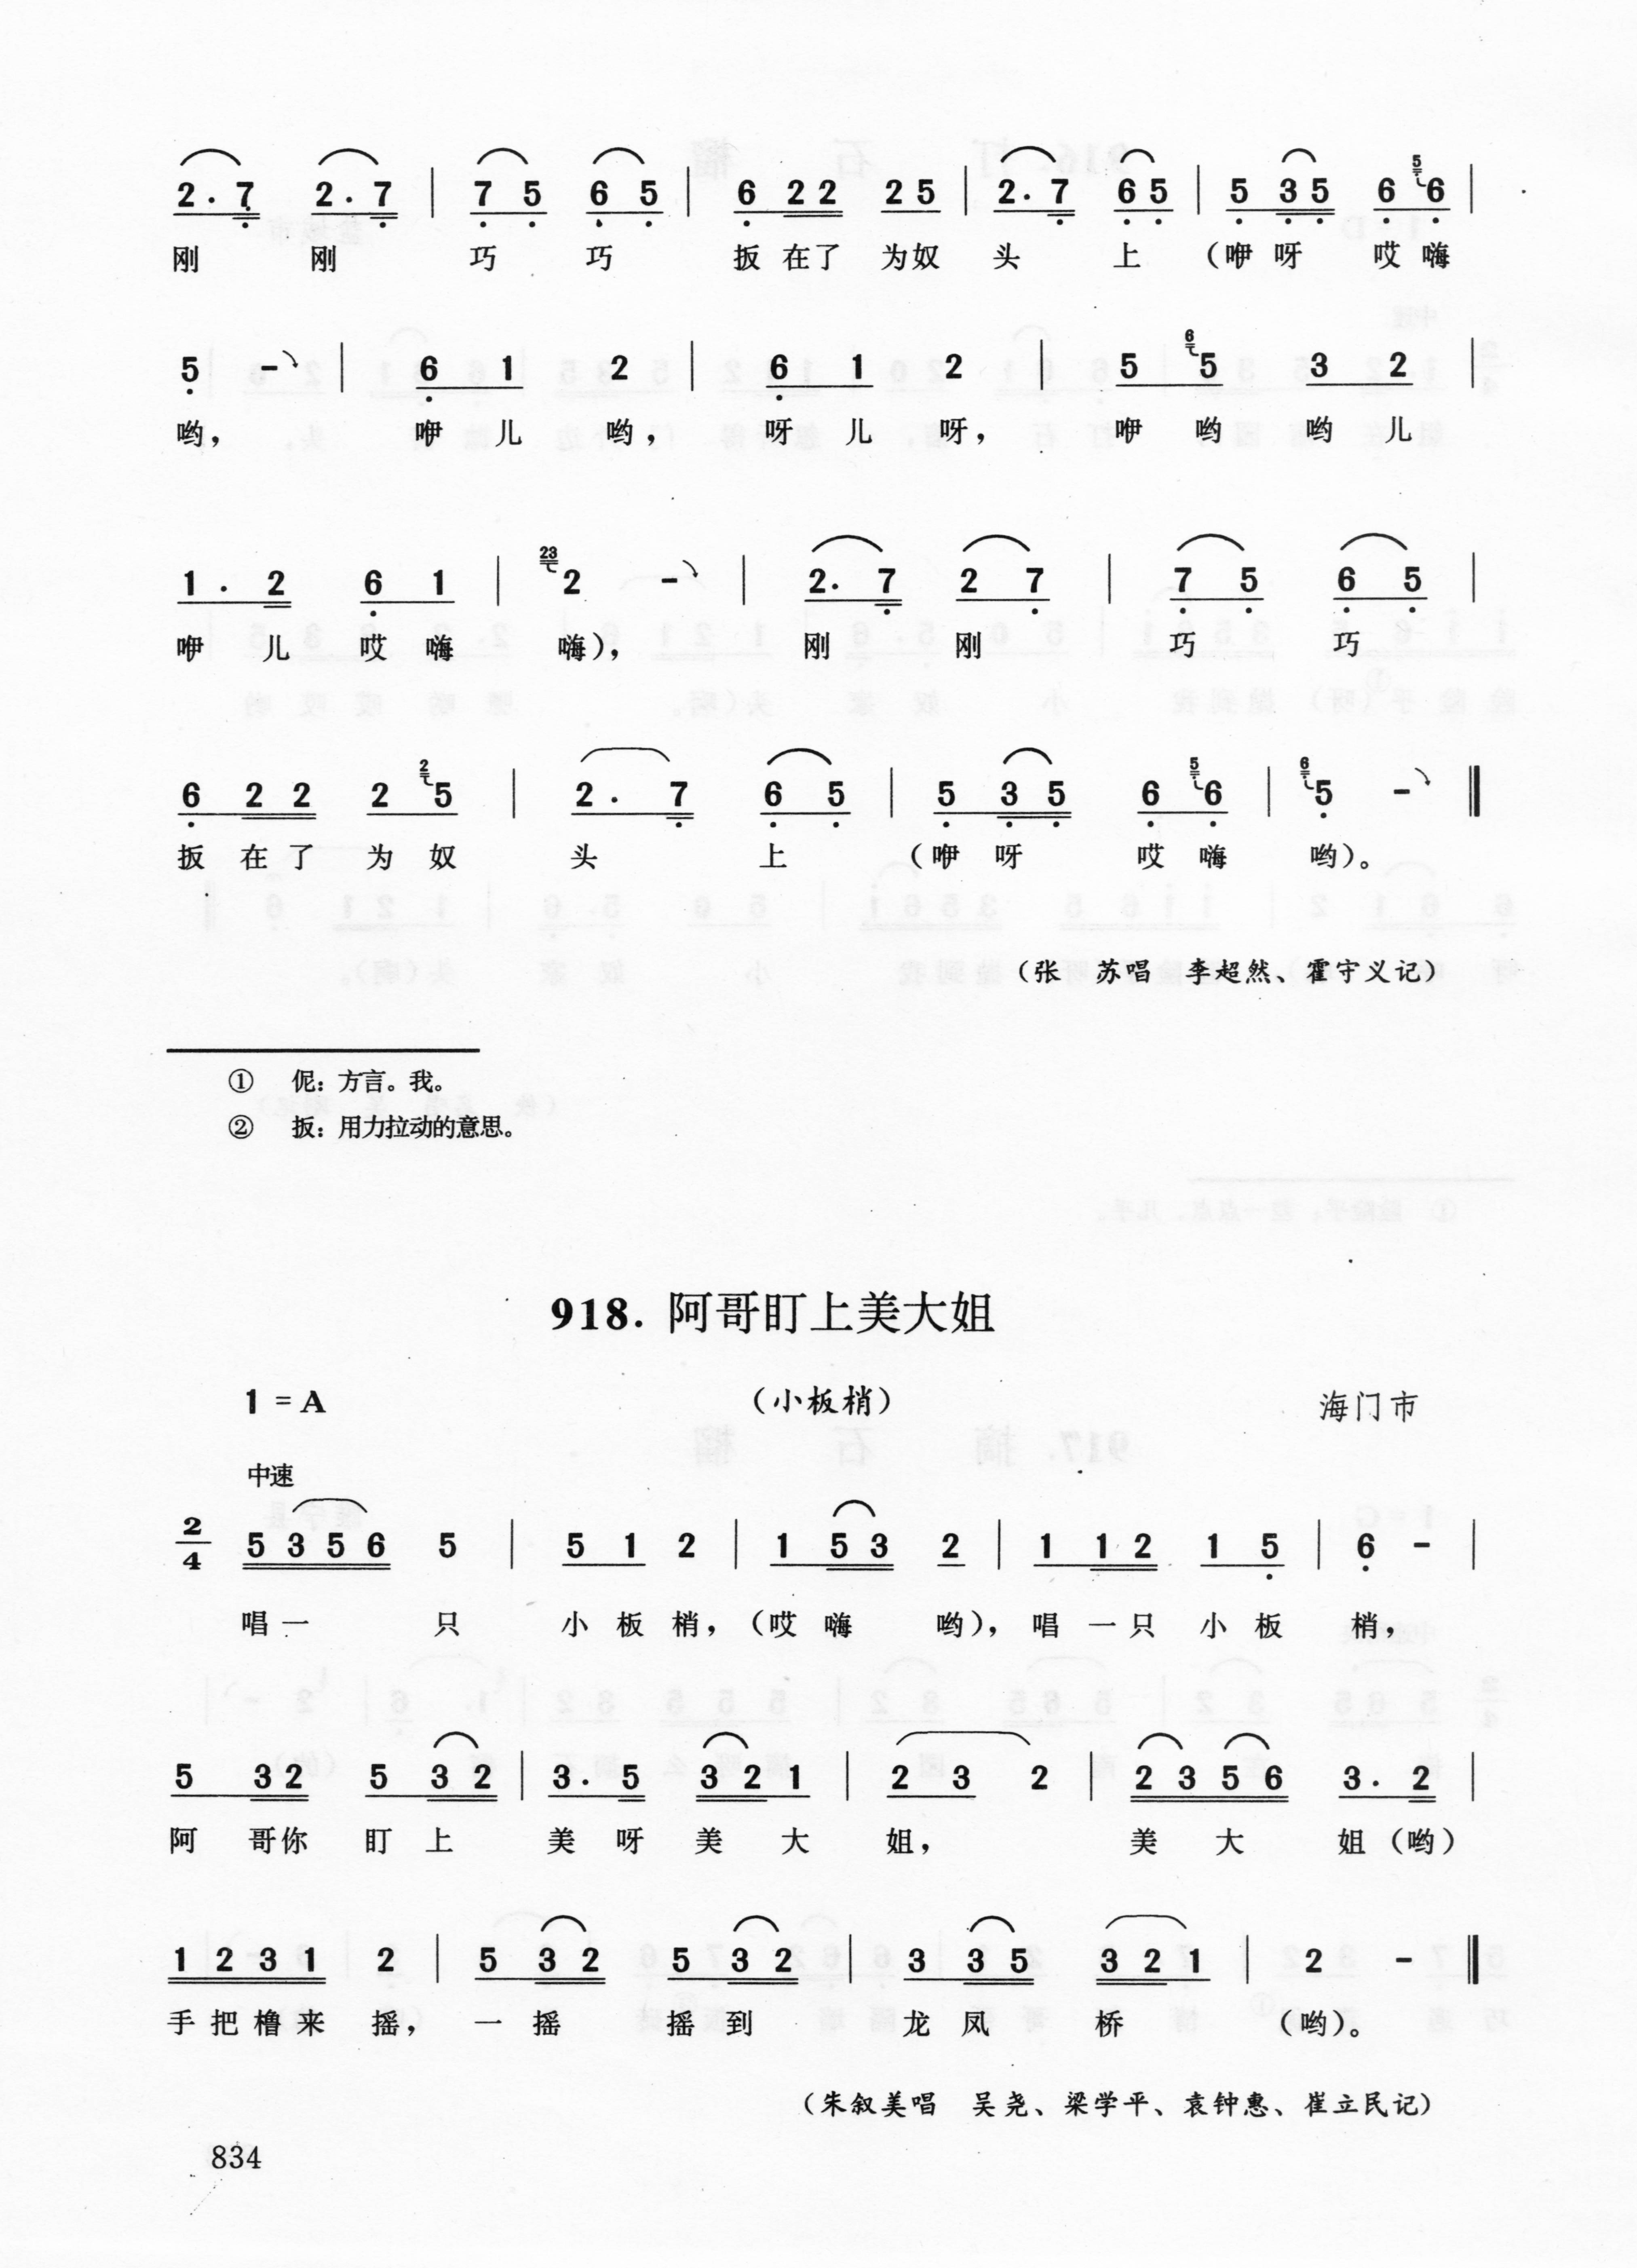 2. 7 2. 7 | 7 5 6 5 | 6 22 25 | 2. 7 65 | 5 35 6 56 |
刚 刚 巧 巧 扳在了 为奴 头 上 (咿呀 哎嗨
5 - | 6 1 2 | 6 1 2 | 5 65 3 2 |
哟， 咿儿哟， 呀儿呀， 咿哟哟儿
1. 2 6 1 | 23 2 - | 2. 7 2 7 | 7 5 6 5 |
咿儿哎嗨 嗨)， 刚 刚 巧 巧
6 22 2 25 | 2. 7 6 5 | 5 35 6 56 | 65 - ‖
扳在了为奴 头 上 (咿呀 哎嗨 哟)。
(张 苏唱 李超然、霍守义记)
① 伲：方言。我。
② 扳：用力拉动的意思。
918. 阿哥盯上美大姐
1 = A (小板梢) 海门市
中速
2/4 5356 5 | 5 1 2 | 1 53 2 | 1 12 1 5 | 6 - |
唱一 只 小板梢，(哎嗨 哟)，唱一只小板 梢，
5 32 5 32 | 3. 5 321 | 2 3 2 | 2356 3. 2 |
阿哥你盯上 美呀美大 姐， 美大 姐(哟)
1231 2 | 5 32 5 32 | 3 35 321 | 2 - ‖
手把橹来摇，一摇 摇到 龙凤 桥 (哟)。
(朱叙美唱 吴尧、梁学平、袁钟惠、崔立民记)
834